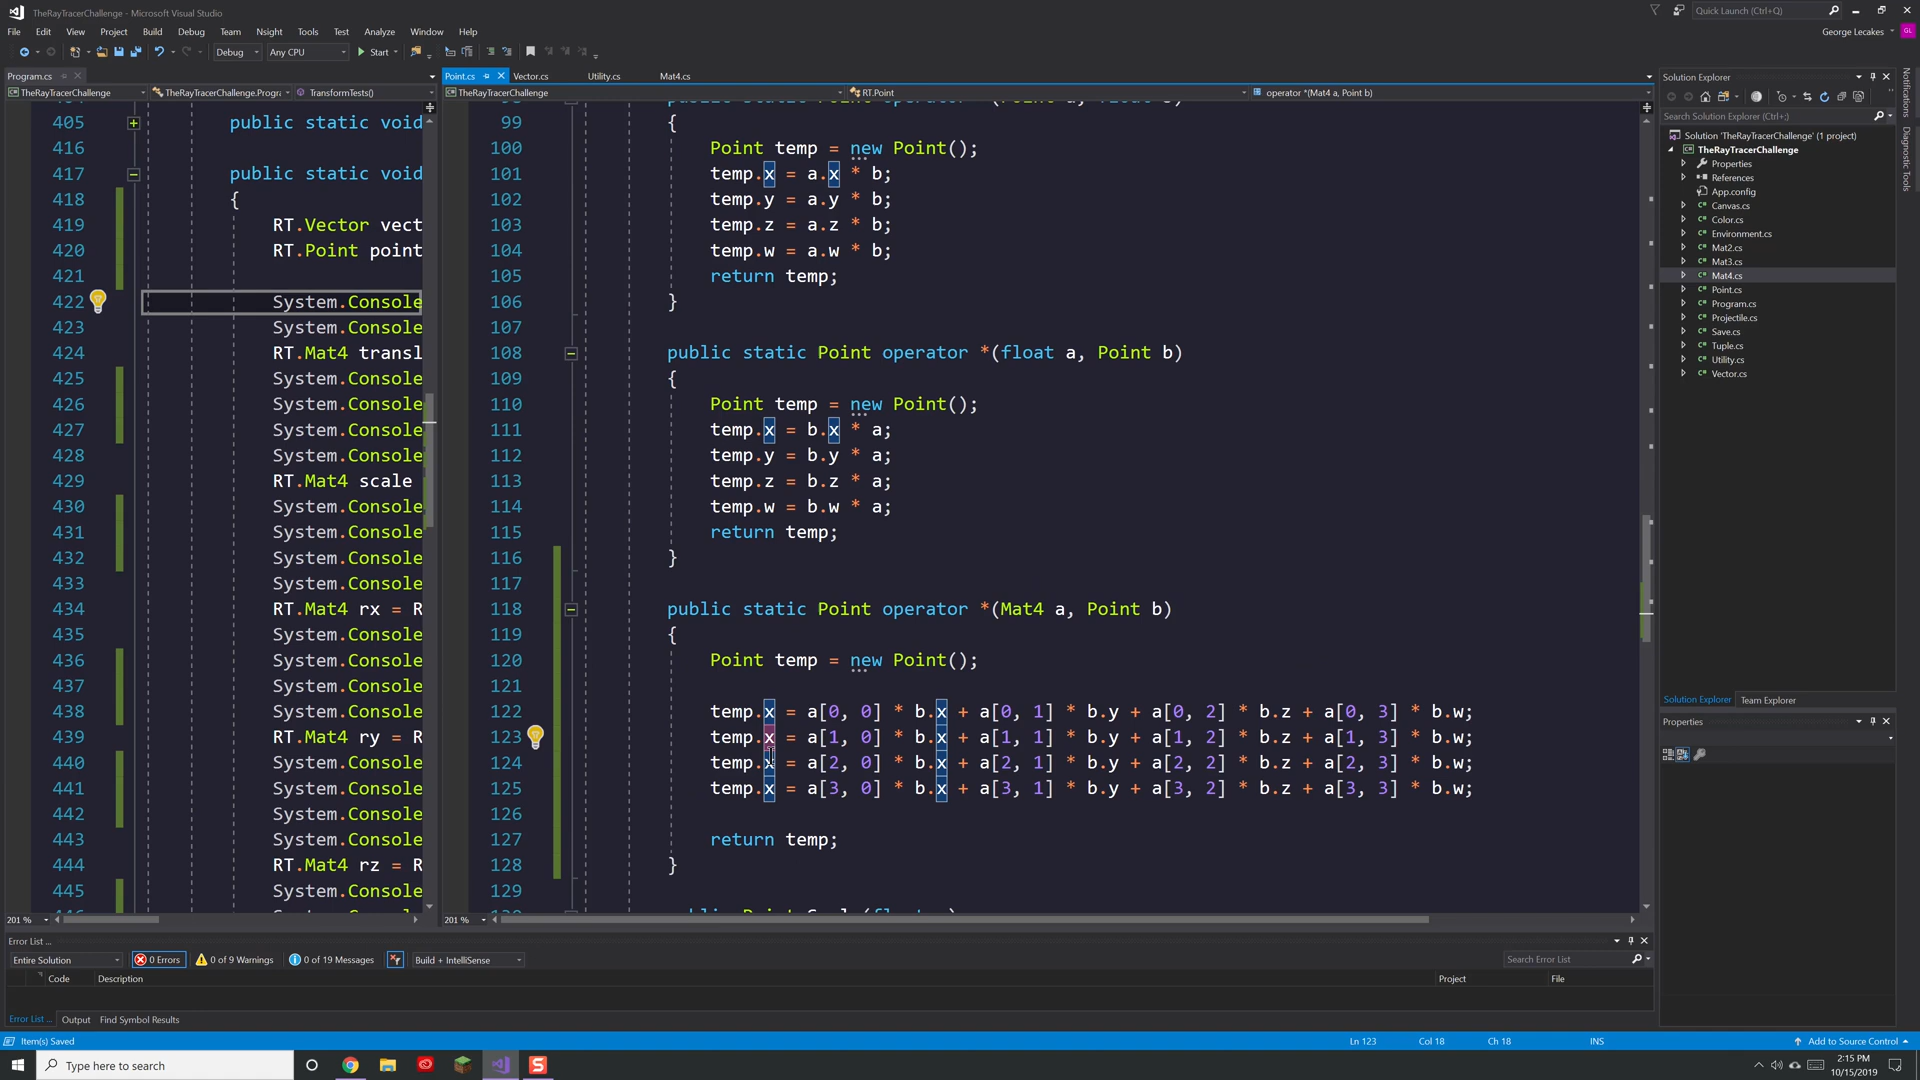 TheRayTracerChallenge - Microsoft Visual Studio
Quick Launch (Ctrl+Q)
File Edit View Project Build Debug Team Nsight Tools Test Analyze Window Help
George Lecakes
GL
Debug Any CPU Start
Program.cs
Point.cs Vector.cs Utility.cs Mat4.cs
TheRayTracerChallenge TheRayTracerChallenge.Progra TransformTests()
TheRayTracerChallenge RT.Point operator *(Mat4 a, Point b)
405 public static void
416
417 public static void
418 {
419 RT.Vector vect
420 RT.Point point
421
422 System.Console
423 System.Console
424 RT.Mat4 transl
425 System.Console
426 System.Console
427 System.Console
428 System.Console
429 RT.Mat4 scale
430 System.Console
431 System.Console
432 System.Console
433 System.Console
434 RT.Mat4 rx = R
435 System.Console
436 System.Console
437 System.Console
438 System.Console
439 RT.Mat4 ry = R
440 System.Console
441 System.Console
442 System.Console
443 System.Console
444 RT.Mat4 rz = R
445 System.Console
201 %
99 {
100 Point temp = new Point();
101 temp.x = a.x * b;
102 temp.y = a.y * b;
103 temp.z = a.z * b;
104 temp.w = a.w * b;
105 return temp;
106 }
107
108 public static Point operator *(float a, Point b)
109 {
110 Point temp = new Point();
111 temp.x = b.x * a;
112 temp.y = b.y * a;
113 temp.z = b.z * a;
114 temp.w = b.w * a;
115 return temp;
116 }
117
118 public static Point operator *(Mat4 a, Point b)
119 {
120 Point temp = new Point();
121
122 temp.x = a[0, 0] * b.x + a[0, 1] * b.y + a[0, 2] * b.z + a[0, 3] * b.w;
123 temp.x = a[1, 0] * b.x + a[1, 1] * b.y + a[1, 2] * b.z + a[1, 3] * b.w;
124 temp.x = a[2, 0] * b.x + a[2, 1] * b.y + a[2, 2] * b.z + a[2, 3] * b.w;
125 temp.x = a[3, 0] * b.x + a[3, 1] * b.y + a[3, 2] * b.z + a[3, 3] * b.w;
126
127 return temp;
128 }
129
201 %
Solution Explorer
Search Solution Explorer (Ctrl+;)
Solution 'TheRayTracerChallenge' (1 project)
TheRayTracerChallenge
Properties
References
App.config
Canvas.cs
Color.cs
Environment.cs
Mat2.cs
Mat3.cs
Mat4.cs
Point.cs
Program.cs
Projectile.cs
Save.cs
Tuple.cs
Utility.cs
Vector.cs
Solution Explorer Team Explorer
Properties
Notifications
Diagnostic Tools
Error List ...
Entire Solution 0 Errors 0 of 9 Warnings 0 of 19 Messages Build + IntelliSense Search Error List
Code Description Project File
Error List ... Output Find Symbol Results
Item(s) Saved Ln 123 Col 18 Ch 18 INS Add to Source Control
Type here to search
2:15 PM
10/15/2019